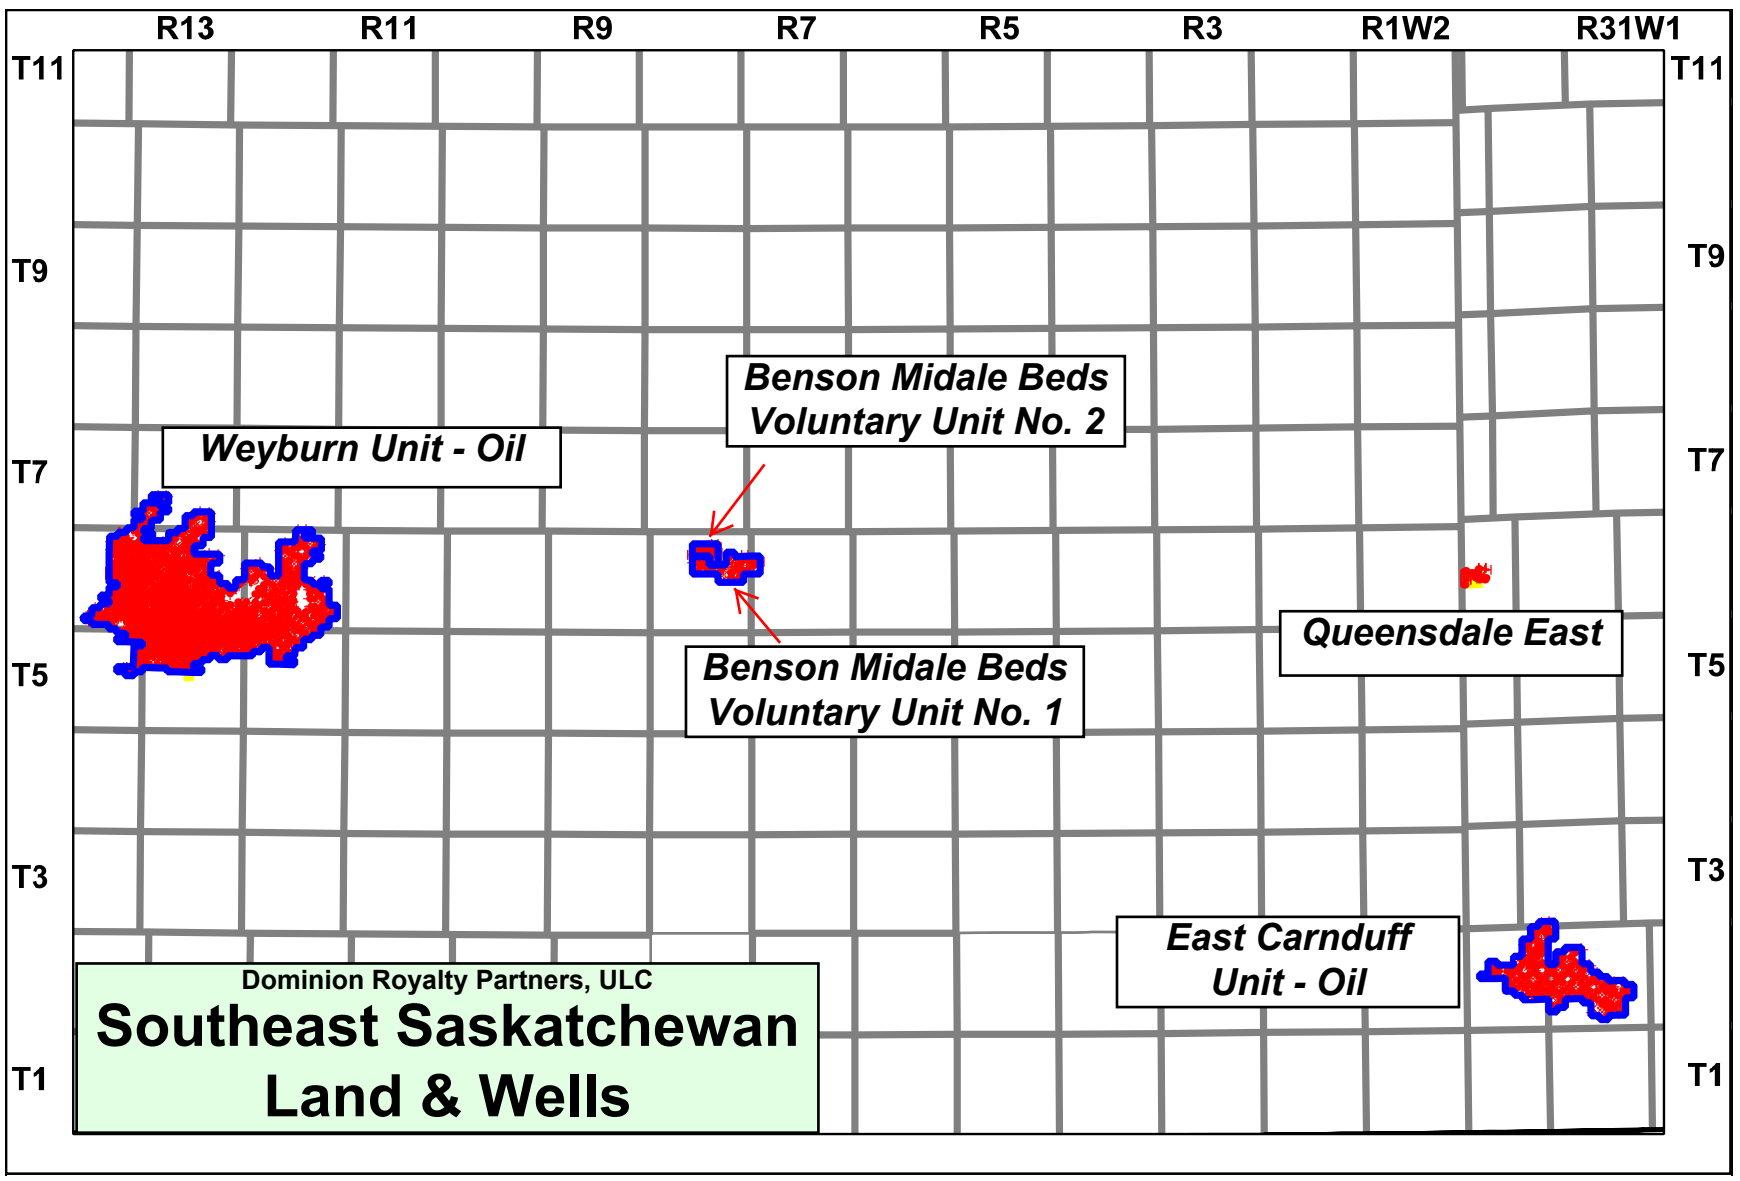 R13 R11 R9 R7 R5 R3 R1W2 R31W1
T11 T11
T9 T9
Benson Midale Beds
Voluntary Unit No. 2
Weyburn Unit - Oil
T7 T7
Queensdale East
Benson Midale Beds
Voluntary Unit No. 1
T5 T5
T3 T3
East Carnduff
Unit - Oil
Dominion Royalty Partners, ULC
Southeast Saskatchewan
Land & Wells
T1 T1